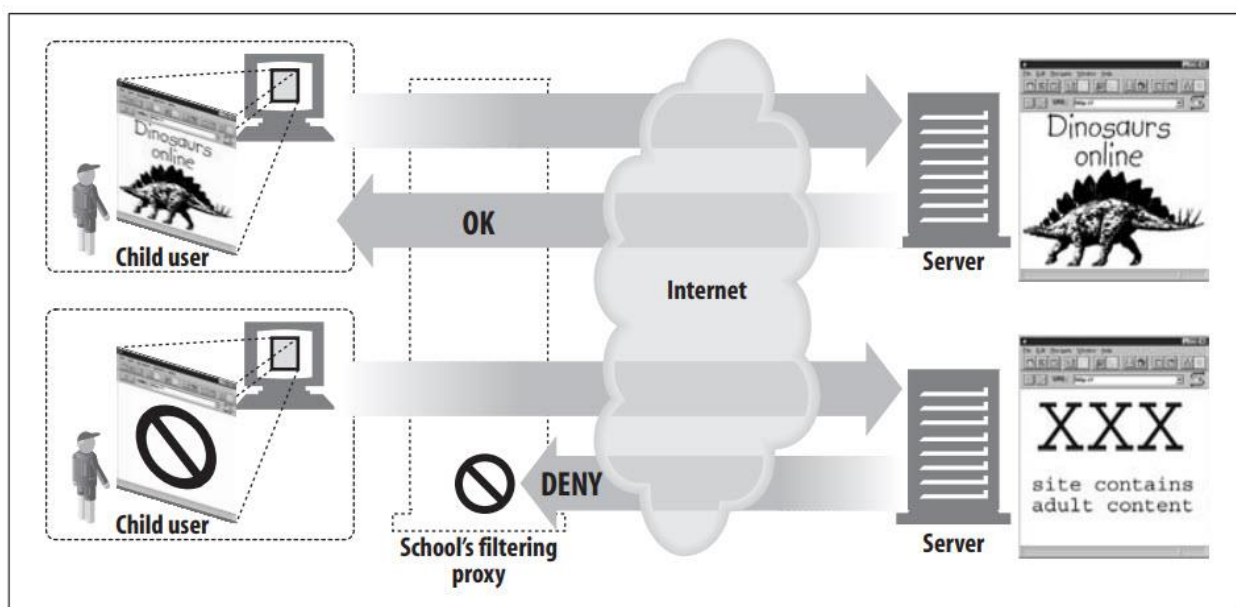 Dinosaurs
online
Child user
OK
Internet
Server
Dinosaurs
online
Child user
DENY
School's filtering
proxy
Server
XXX
site contains
adult content